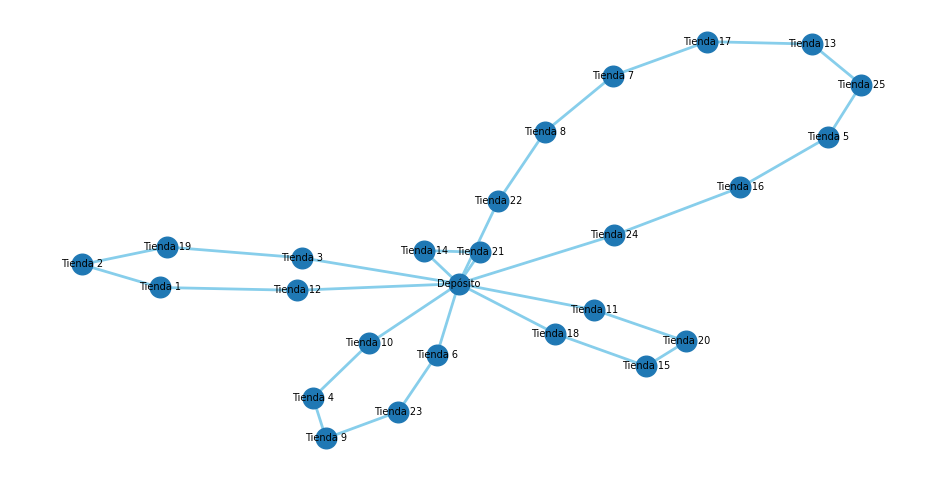 Tienda 17
Tienda 13
Tienda 7
Tienda 25
Tienda 8
Tienda 5
Tienda 16
Tienda 22
Tienda 24
Tienda 19
Tienda 14
Tienda 21
Tienda 3
Tienda 2
Depósito
Tienda 1
Tienda 12
Tienda 11
Tienda 18
Tienda 20
Tienda 10
Tienda 6
Tienda 15
Tienda 4
Tienda 23
Tienda 9